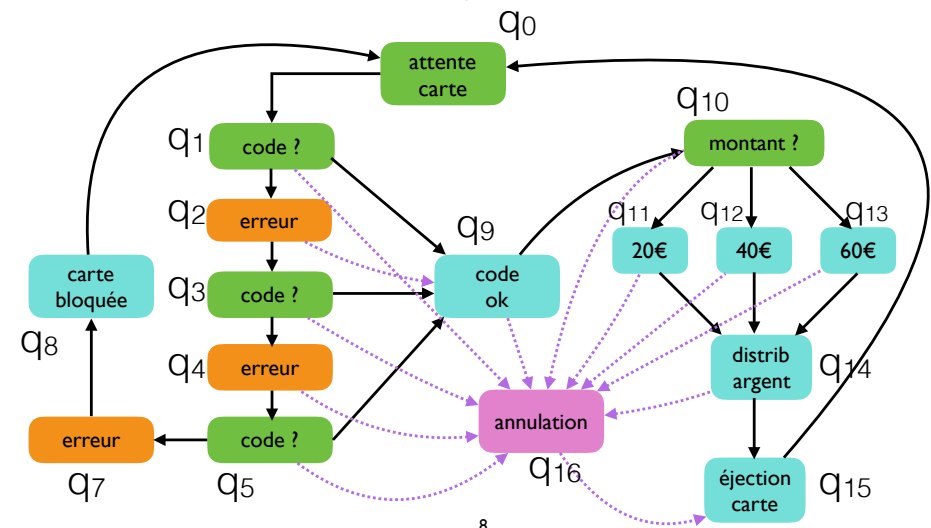 q0
attente
carte
q10
q1
code ?
montant ?
q2
erreur
q11
q12
q13
q9
20€
40€
60€
carte
bloquée
q3
code ?
code
ok
q8
q4
erreur
distrib
argent
q14
erreur
code ?
annulation
q7
q5
q16
éjection
carte
q15
8